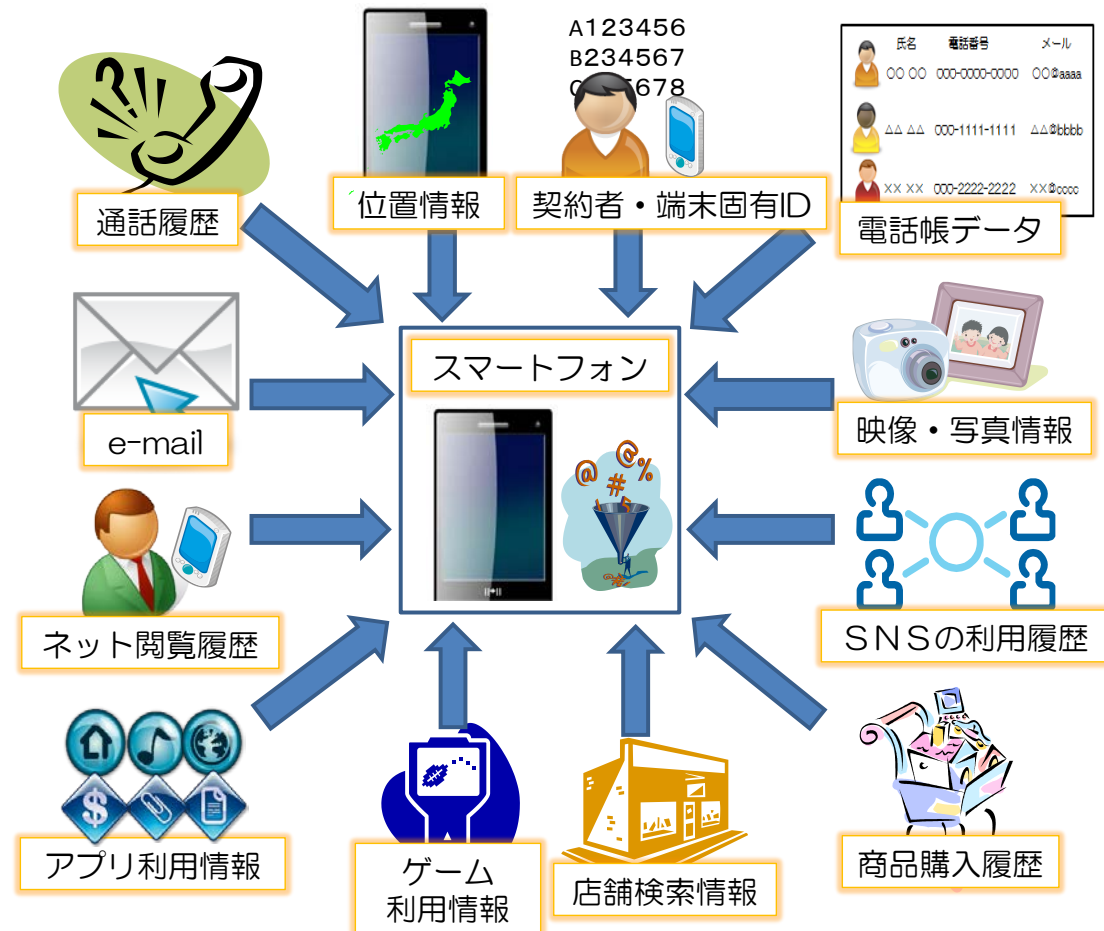 A123456
B234567
C345678
氏名 電話番号 メール
〇〇 〇〇 000-0000-0000 〇〇@aaaa
△△ △△ 000-1111-1111 △△@bbbb
×× ×× 000-2222-2222 ××@cccc
通話履歴
位置情報
契約者・端末固有ID
電話帳データ
スマートフォン
e-mail
映像・写真情報
@ @ % #
ネット閲覧履歴
SNSの利用履歴
$
アプリ利用情報
ゲーム
利用情報
店舗検索情報
商品購入履歴